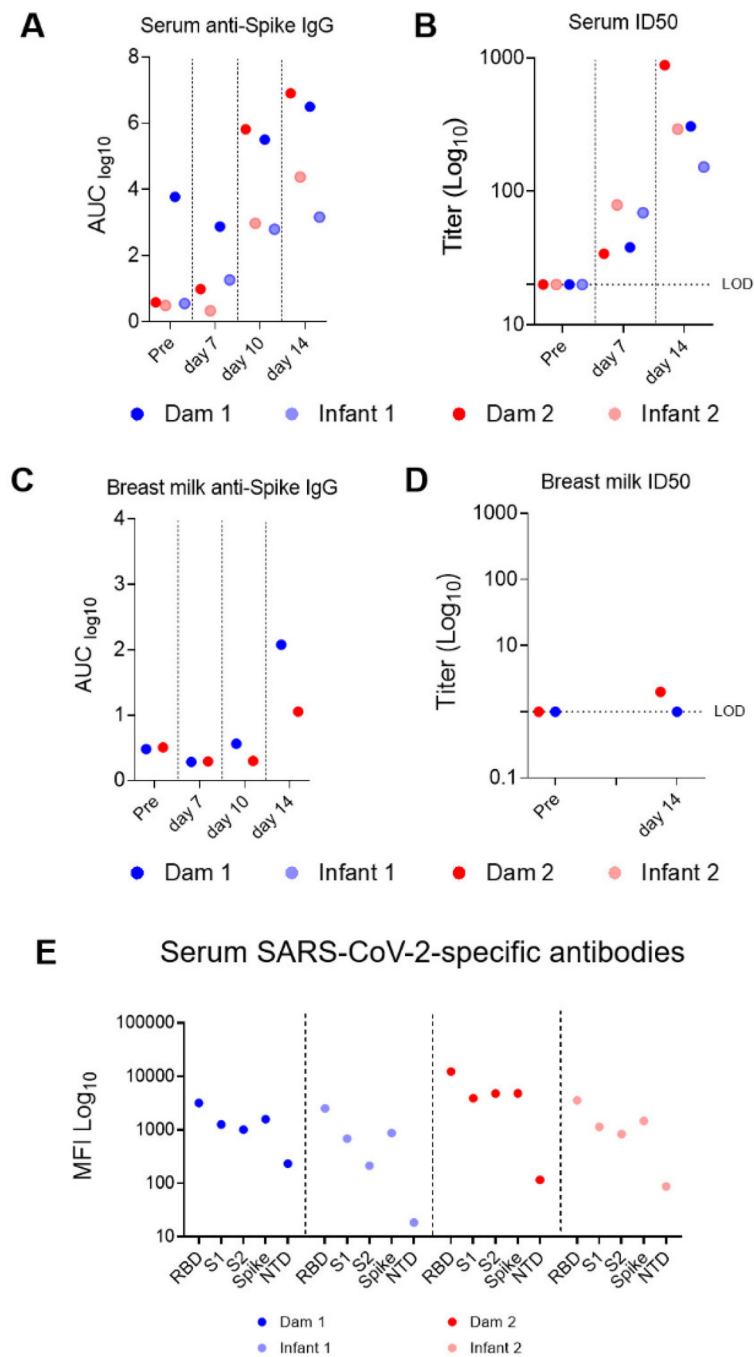 A
Serum anti-Spike IgG
AUC log10
8
6
4
2
0
Pre
day 7
day 10
day 14
B
Serum ID50
Titer (Log10)
1000
100
10
LOD
Pre
day 7
day 14
Dam 1
Infant 1
Dam 2
Infant 2
C
Breast milk anti-Spike IgG
AUC log10
4
3
2
1
0
Pre
day 7
day 10
day 14
D
Breast milk ID50
Titer (Log10)
1000
100
10
0.1
LOD
Pre
day 14
Dam 1
Infant 1
Dam 2
Infant 2
E
Serum SARS-CoV-2-specific antibodies
MFI Log10
100000
10000
1000
100
10
RBD
S1
S2
Spike
NTD
RBD
S1
S2
Spike
NTD
RBD
S1
S2
Spike
NTD
RBD
S1
S2
Spike
NTD
Dam 1
Dam 2
Infant 1
Infant 2